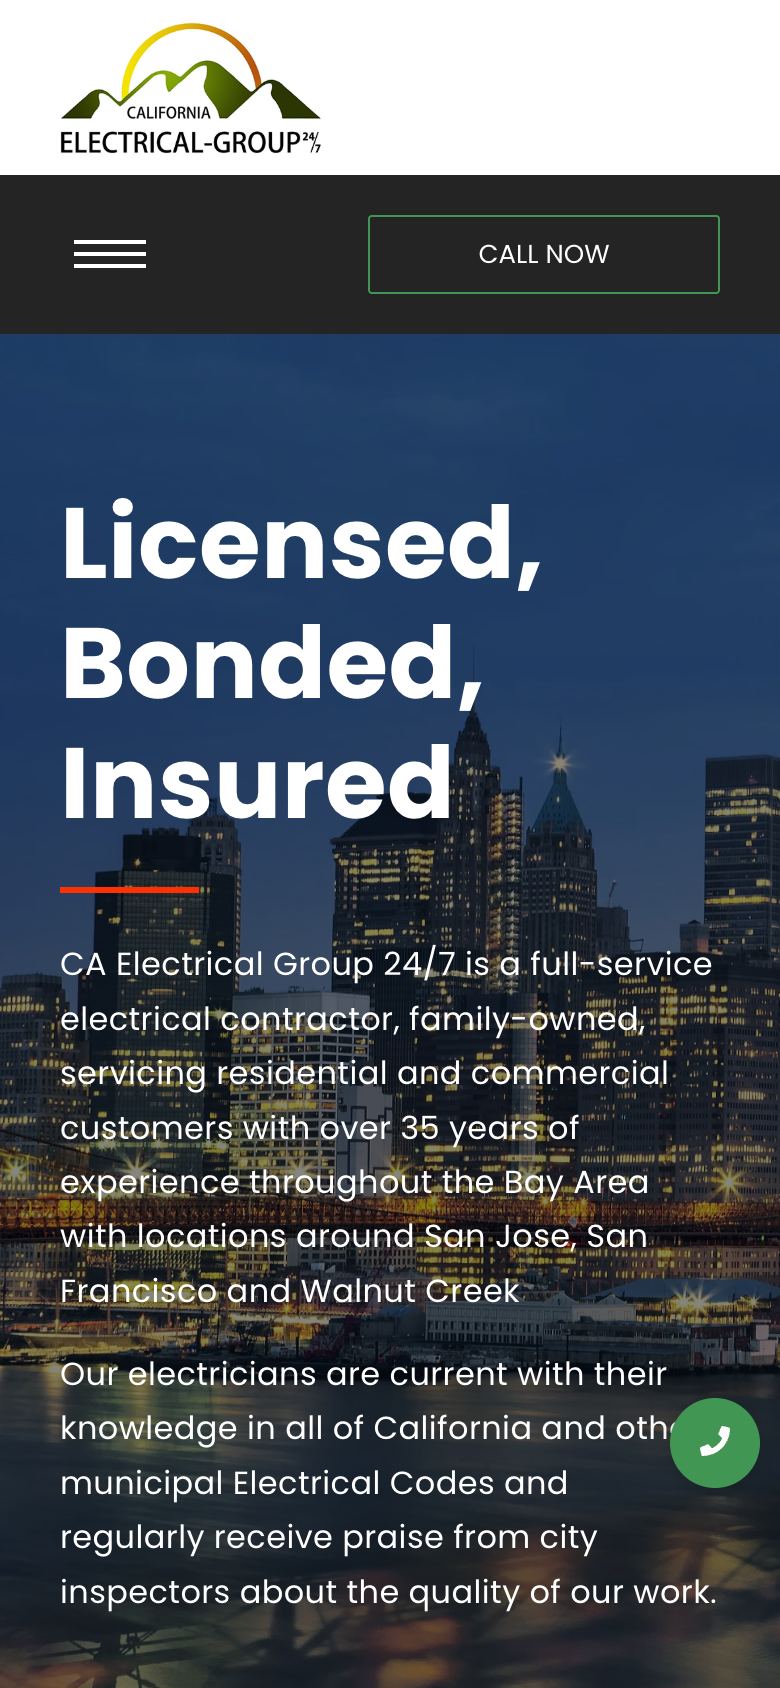 CALIFORNIA
ELECTRICAL-GROUP 24/7
CALL NOW
Licensed,
Bonded,
Insured
CA Electrical Group 24/7 is a full-service
electrical contractor, family-owned,
servicing residential and commercial
customers with over 35 years of
experience throughout the Bay Area
with locations around San Jose, San
Francisco and Walnut Creek
Our electricians are current with their
knowledge in all of California and
municipal Electrical Codes and
regularly receive praise from city
inspectors about the quality of our work.